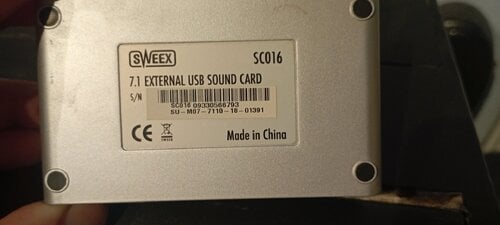 SWEEX SC016
7.1 EXTERNAL USB SOUND CARD
S/N
SC016 09330566793
SU-M07-7110-18-01391
CE Made in China